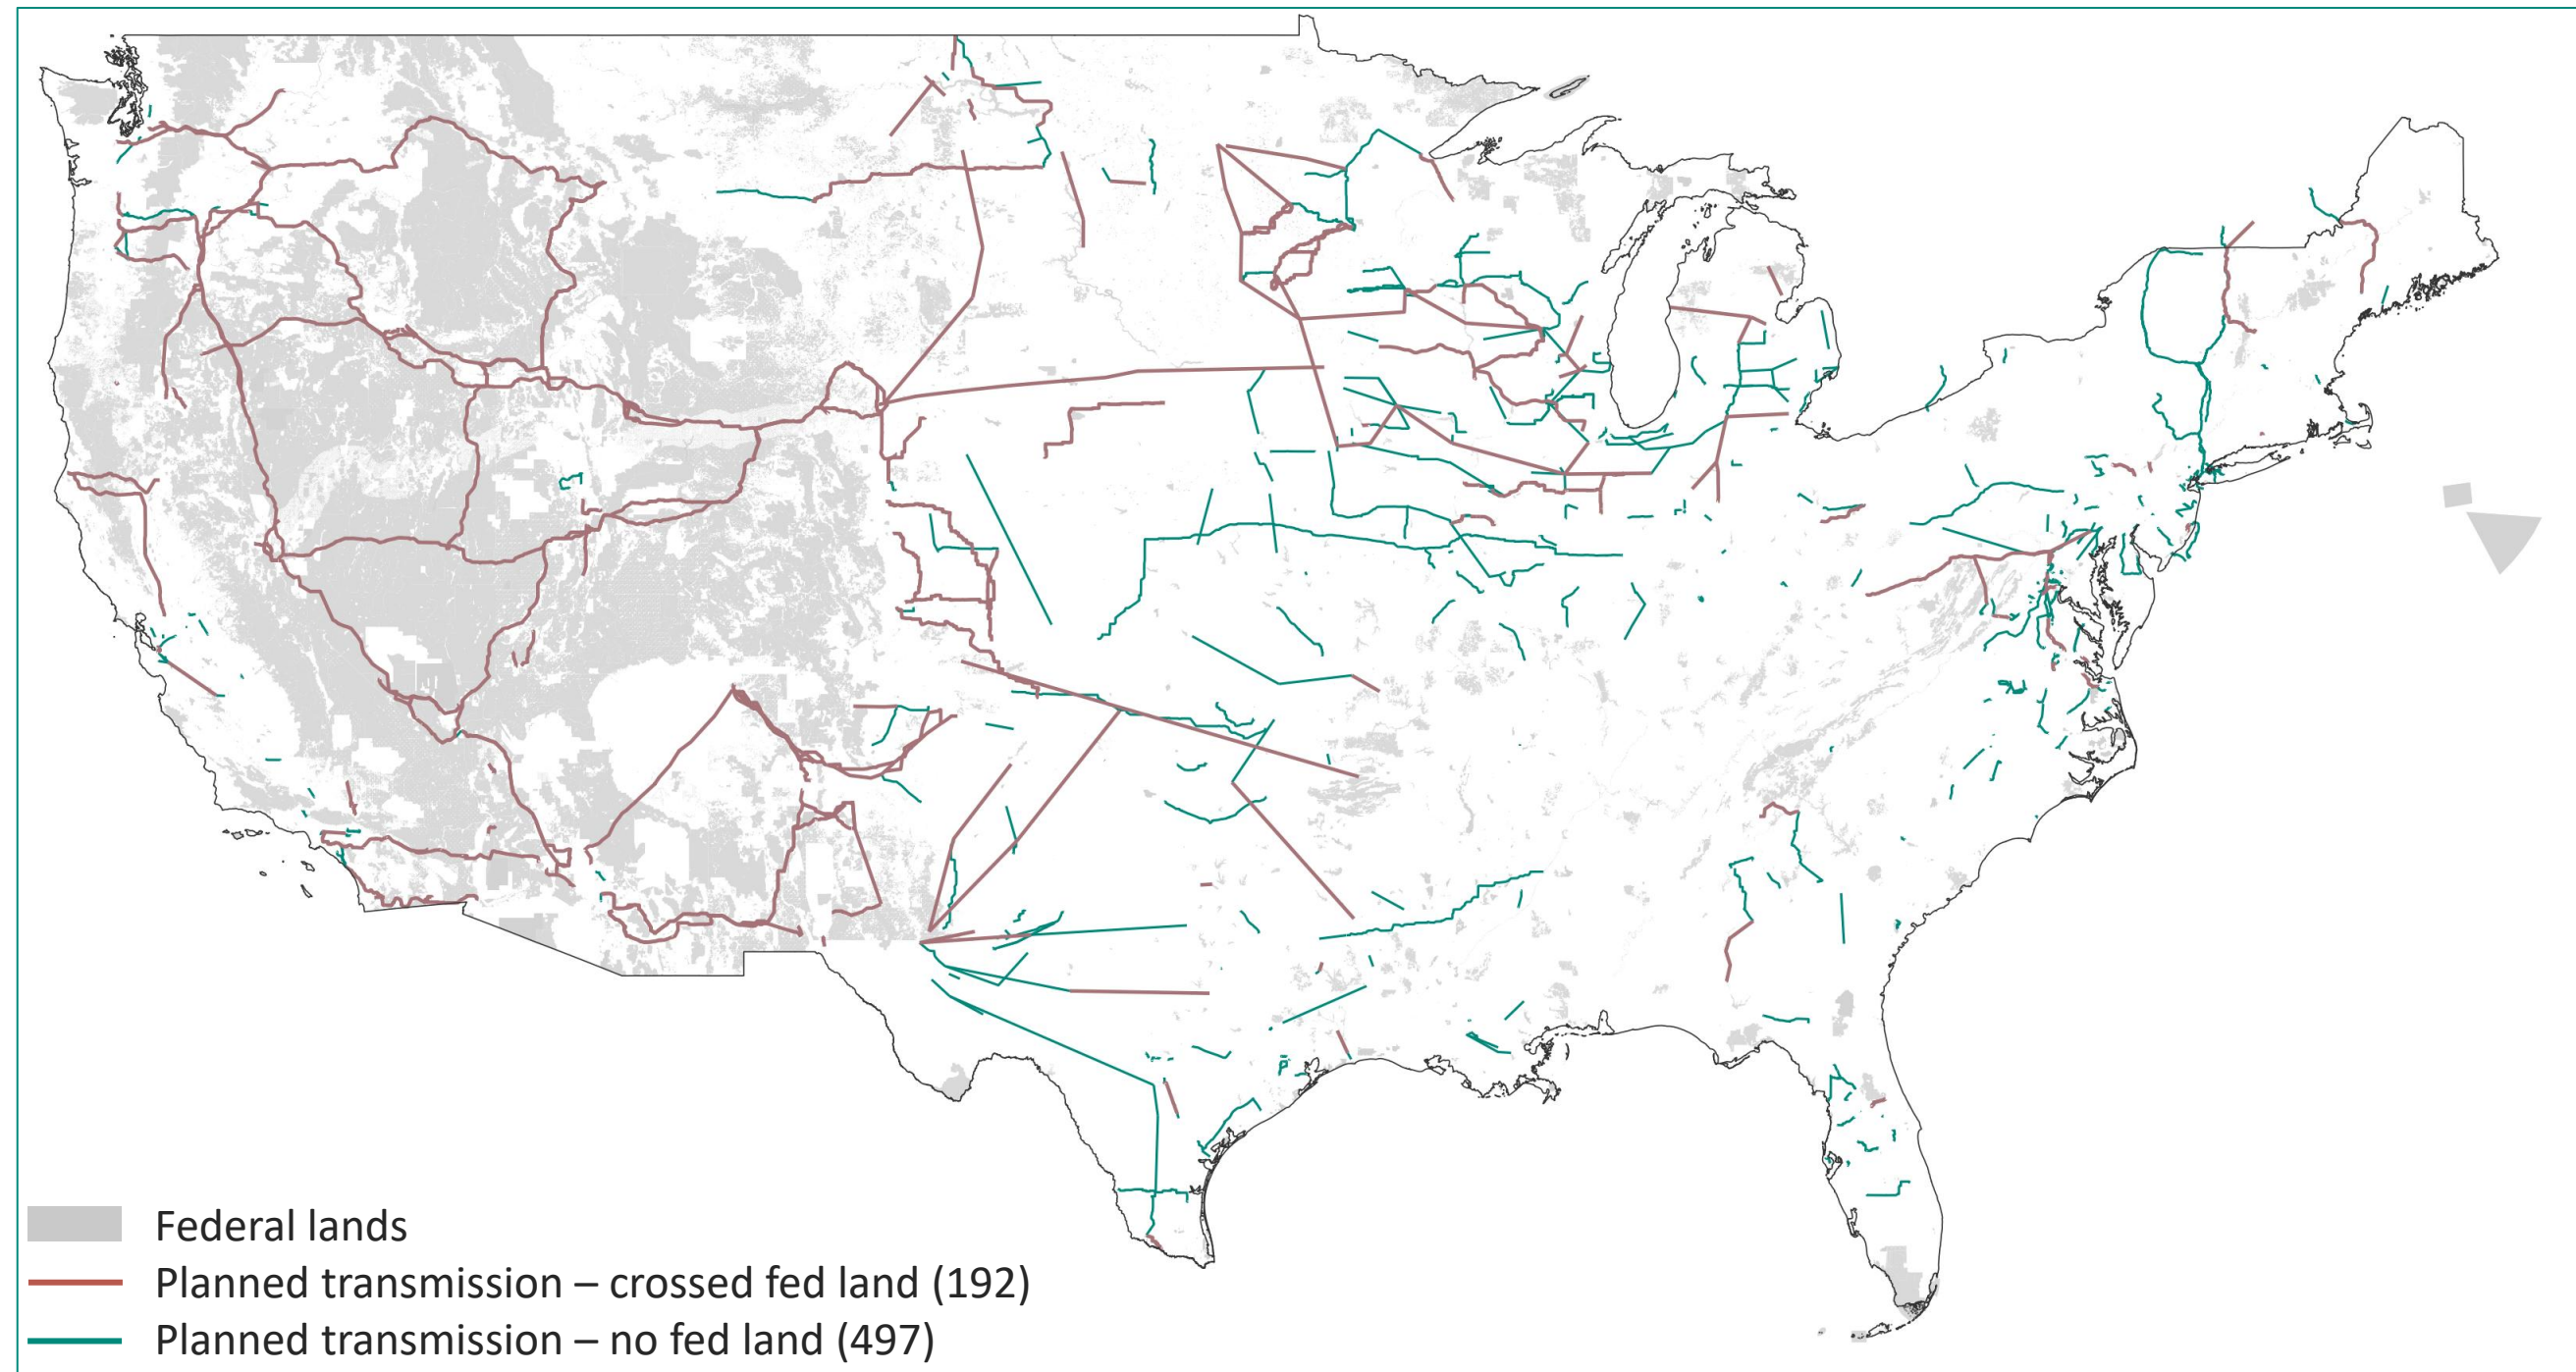 Federal lands
Planned transmission – crossed fed land (192)
Planned transmission – no fed land (497)